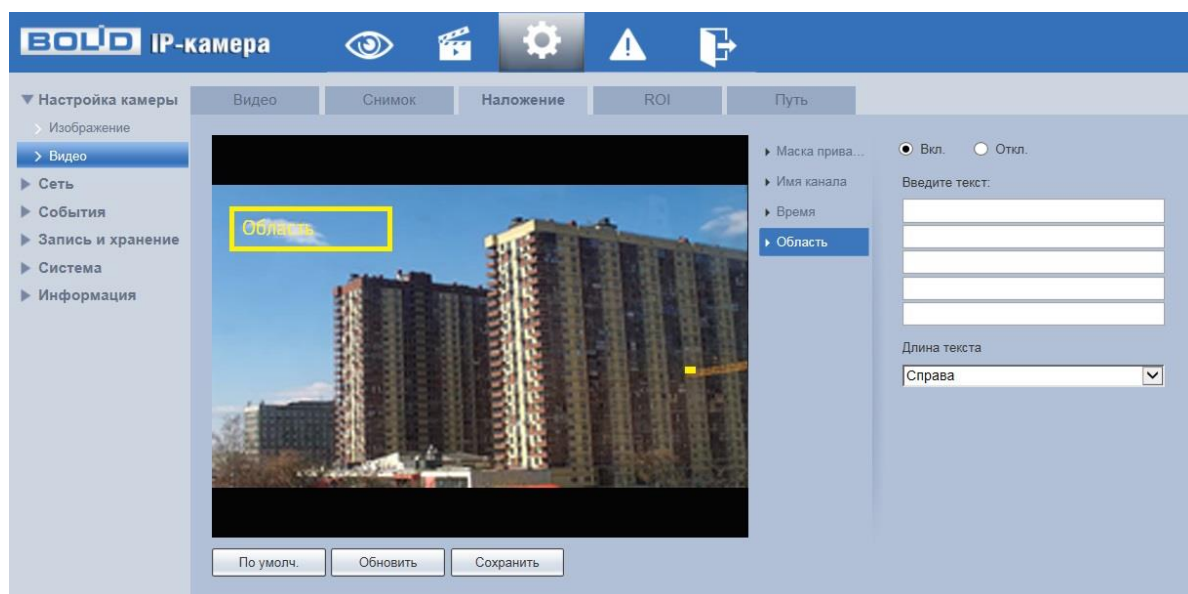 BOLID IP-камера
Настройка камеры
Изображение
Видео
Сеть
События
Запись и хранение
Система
Информация
Видео
Снимок
Наложение
ROI
Путь
Область
Маска прива...
Имя канала
Время
Область
Вкл.
Откл.
Введите текст:
Длина текста
Справа
По умолч.
Обновить
Сохранить